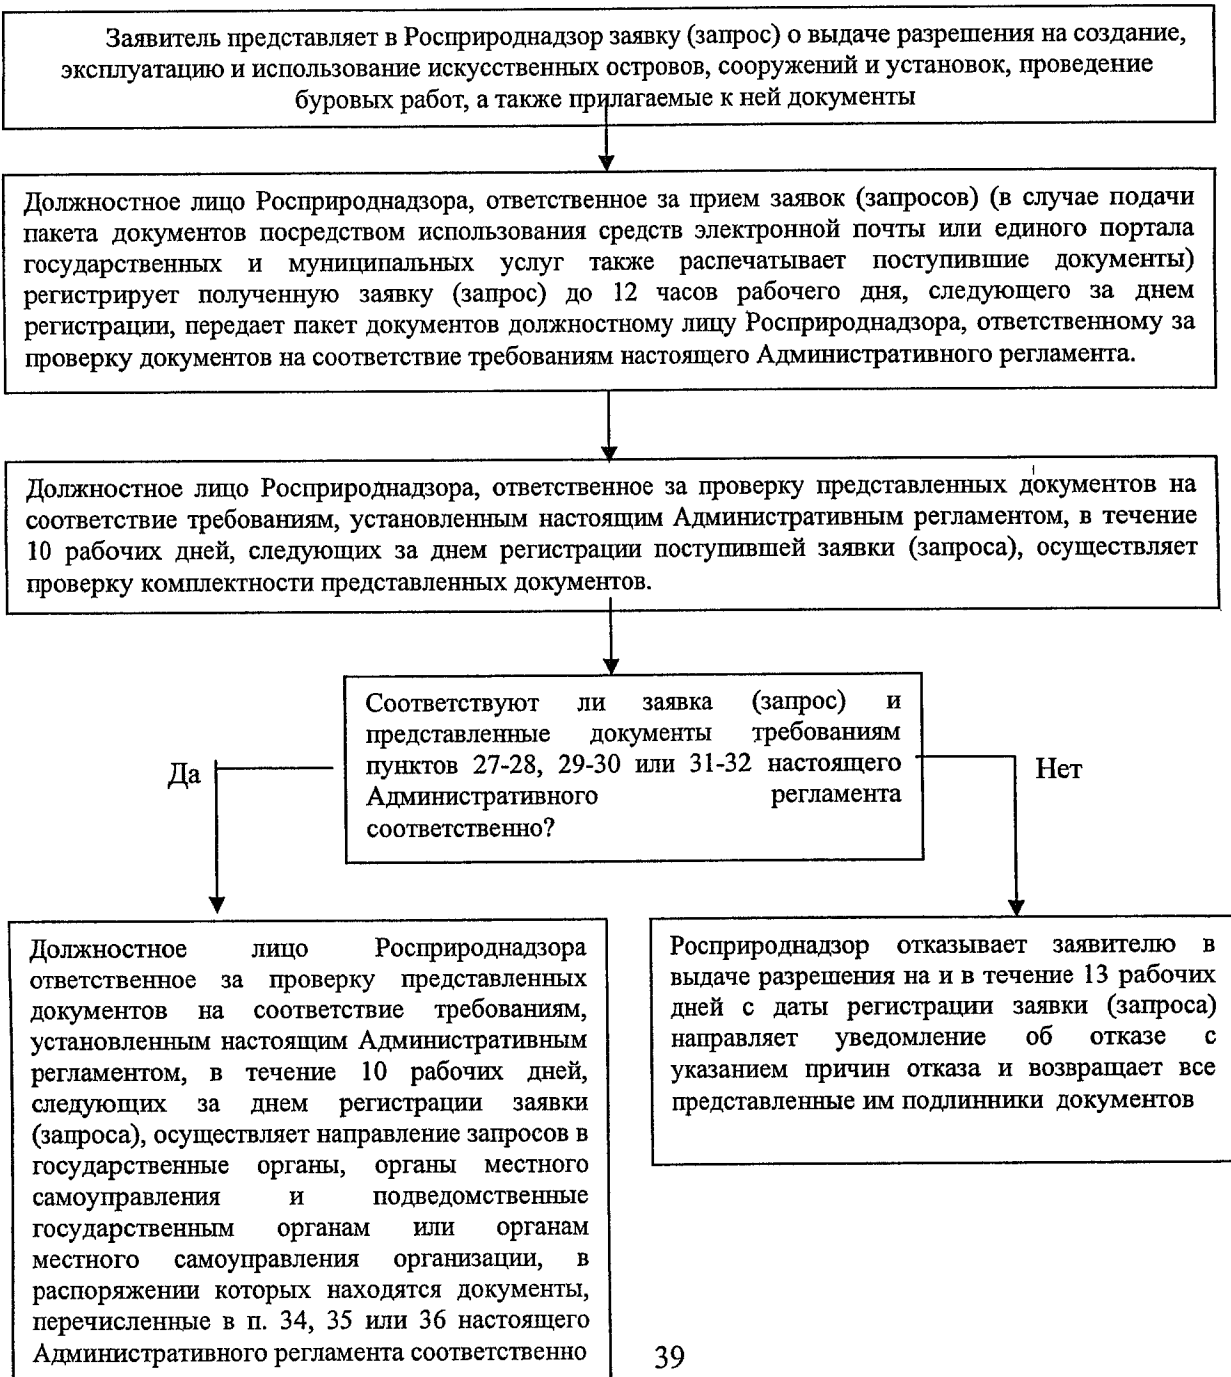 Заявитель представляет в Росприроднадзор заявку (запрос) о выдаче разрешения на создание,
эксплуатацию и использование искусственных островов, сооружений и установок, проведение
буровых работ, а также прилагаемые к ней документы
Должностное лицо Росприроднадзора, ответственное за прием заявок (запросов) (в случае подачи
пакета документов посредством использования средств электронной почты или единого портала
государственных и муниципальных услуг также распечатывает поступившие документы)
регистрирует полученную заявку (запрос) до 12 часов рабочего дня, следующего за днем
регистрации, передает пакет документов должностному лицу Росприроднадзора, ответственному за
проверку документов на соответствие требованиям настоящего Административного регламента.
Должностное лицо Росприроднадзора, ответственное за проверку представленных документов на
соответствие требованиям, установленным настоящим Административным регламентом, в течение
10 рабочих дней, следующих за днем регистрации поступившей заявки (запроса), осуществляет
проверку комплектности представленных документов.
Соответствуют ли заявка (запрос) и
представленные документы требованиям
пунктов 27-28, 29-30 или 31-32 настоящего
Административного регламента
соответственно?
Да
Нет
Должностное лицо Росприроднадзора
ответственное за проверку представленных
документов на соответствие требованиям,
установленным настоящим Административным
регламентом, в течение 10 рабочих дней,
следующих за днем регистрации заявки
(запроса), осуществляет направление запросов в
государственные органы, органы местного
самоуправления и подведомственные
государственным органам или органам
местного самоуправления организации, в
распоряжении которых находятся документы,
перечисленные в п. 34, 35 или 36 настоящего
Административного регламента соответственно
Росприроднадзор отказывает заявителю в
выдаче разрешения на и в течение 13 рабочих
дней с даты регистрации заявки (запроса)
направляет уведомление об отказе с
указанием причин отказа и возвращает все
представленные им подлинники документов
39